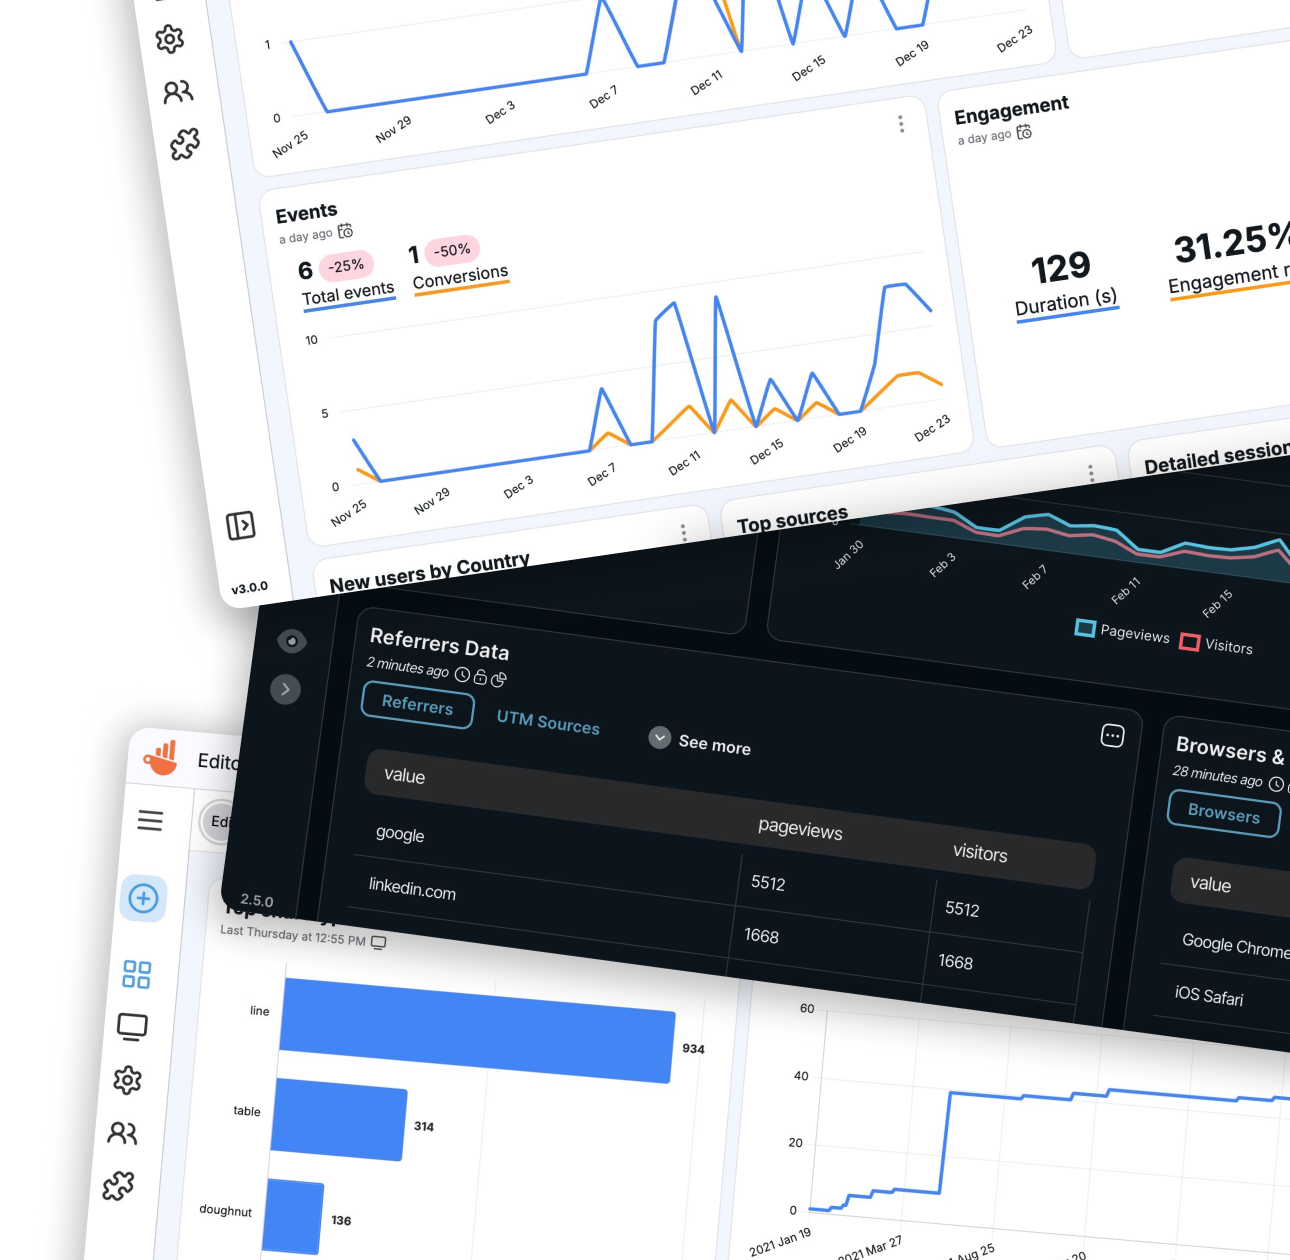 1
0
Nov 25
Nov 29
Dec 3
Dec 7
Dec 11
Dec 15
Dec 19
Dec 23
Events
a day ago
6 -25%
Total events
1 -50%
Conversions
10
5
0
Nov 25
Nov 29
Dec 3
Dec 7
Dec 11
Dec 15
Dec 19
Dec 23
Engagement
a day ago
129
Duration (s)
31.25%
Engagement r
New users by Country
Top sources
Detailed session
v3.0.0
Jan 30
Feb 3
Feb 7
Feb 11
Feb 15
Pageviews
Visitors
Referrers Data
2 minutes ago
Referrers
UTM Sources
See more
value
pageviews
visitors
google
5512
5512
linkedin.com
1668
1668
Browsers &
28 minutes ago
Browsers
value
Google Chrome
iOS Safari
2.5.0
Edito
Edi
Last Thursday at 12:55 PM
line
934
table
314
doughnut
136
60
40
20
0
2021 Jan 19
2021 Mar 27
Aug 25
20